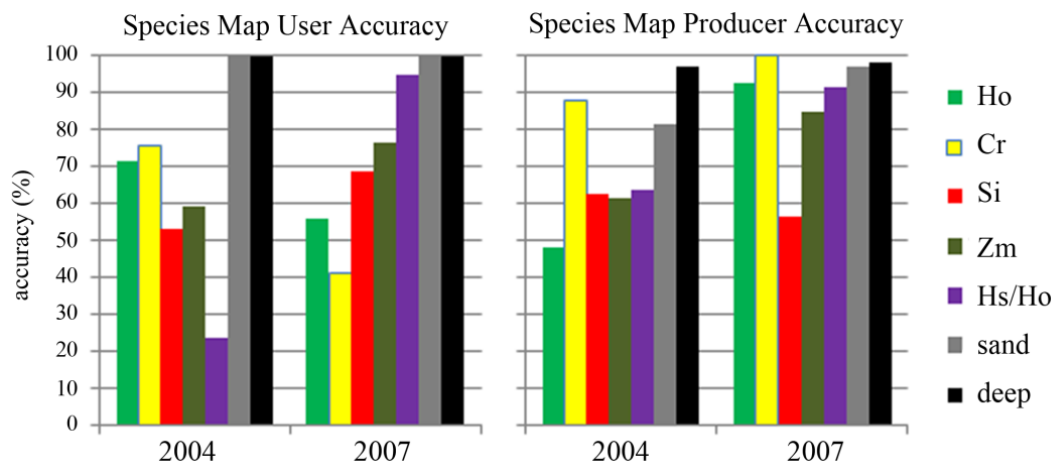 Species Map User Accuracy
Species Map Producer Accuracy
accuracy (%)
100
90
80
70
60
50
40
30
20
10
0
2004
2007
2004
2007
Ho
Cr
Si
Zm
Hs/Ho
sand
deep